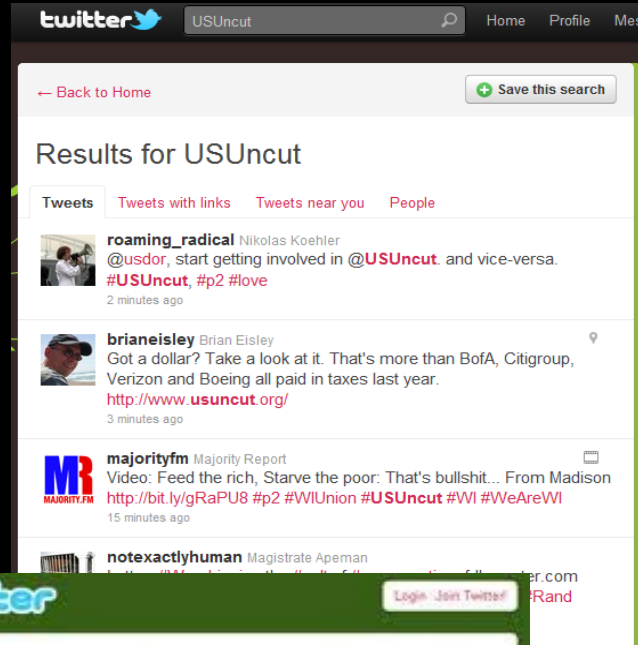 twitter
USUncut
Home Profile Mes
← Back to Home
Save this search
Results for USUncut
Tweets Tweets with links Tweets near you People
roaming_radical Nikolas Koehler
@usdor, start getting involved in @USUncut. and vice-versa.
#USUncut, #p2 #love
2 minutes ago
brianeisley Brian Eisley
Got a dollar? Take a look at it. That's more than BofA, Citigroup,
Verizon and Boeing all paid in taxes last year.
http://www.usuncut.org/
3 minutes ago
MR
MAJORITY.FM
majorityfm Majority Report
Video: Feed the rich, Starve the poor: That's bullshit... From Madison
http://bit.ly/gRaPU8 #p2 #WIUnion #USUncut #WI #WeAreWI
15 minutes ago
notexactlyhuman Magistrate Apeman
er.com
#Rand
Login Join Twitter!